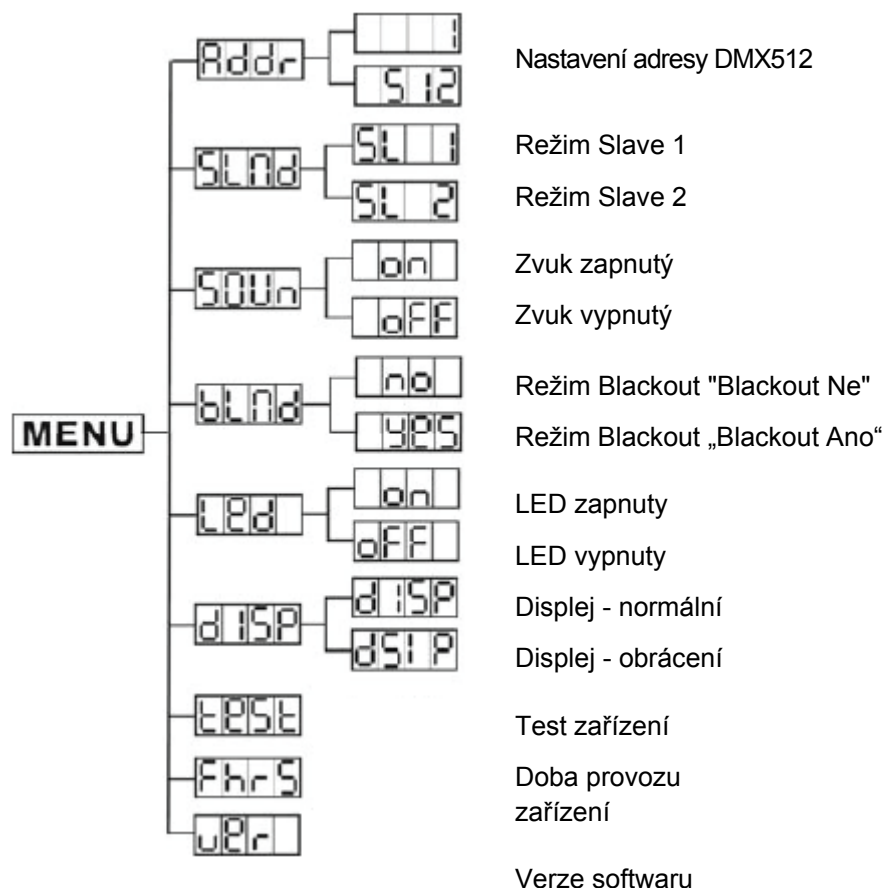 Addr
1
Nastavení adresy DMX512
512
SLMd
SL 1
Režim Slave 1
SL 2
Režim Slave 2
SOUn
on
Zvuk zapnutý
oFF
Zvuk vypnutý
bLMd
no
Režim Blackout "Blackout Ne"
yes
Režim Blackout „Blackout Ano“
MENU
Led
on
LED zapnuty
oFF
LED vypnuty
dISP
dISP
Displej - normální
dSIP
Displej - obrácení
test
Test zařízení
FhrS
Doba provozu
zařízení
ver
Verze softwaru